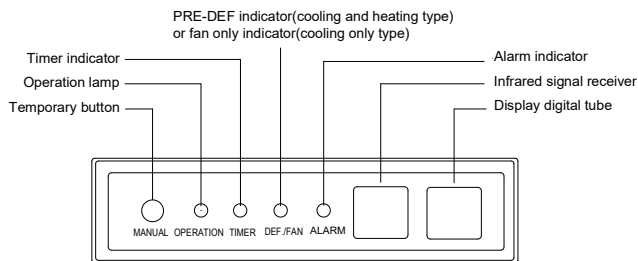 PRE-DEF indicator(cooling and heating type)
or fan only indicator(cooling only type)
Timer indicator
Alarm indicator
Operation lamp
Infrared signal receiver
Temporary button
Display digital tube
MANUAL OPERATION TIMER DEF./FAN ALARM